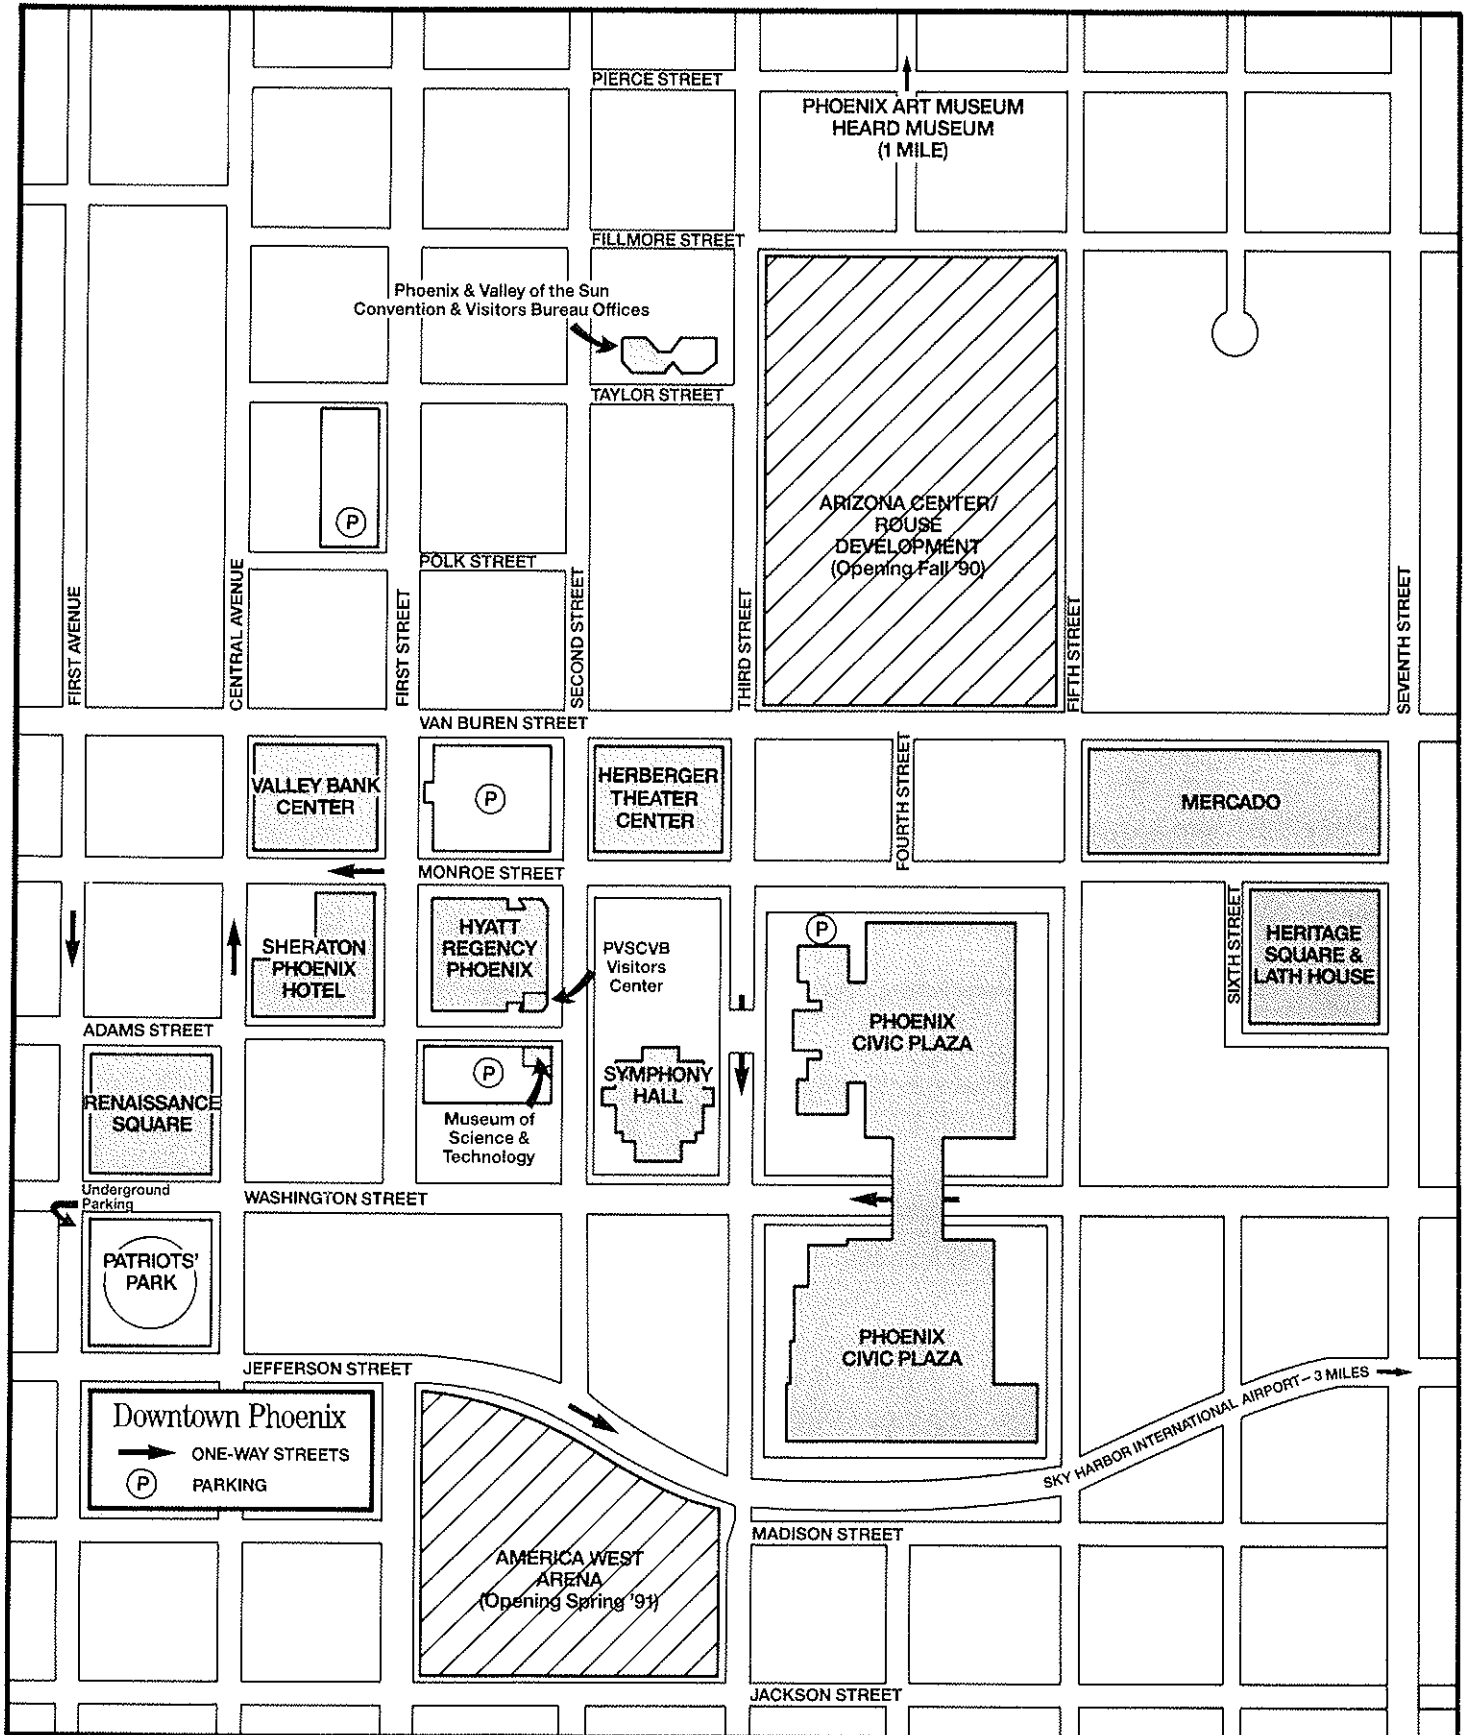 PIERCE STREET
PHOENIX ART MUSEUM
HEARD MUSEUM
(1 MILE)
FILLMORE STREET
Phoenix & Valley of the Sun
Convention & Visitors Bureau Offices
TAYLOR STREET
ARIZONA CENTER/
ROUSE
DEVELOPMENT
(Opening Fall '90)
P
POLK STREET
FIRST AVENUE
CENTRAL AVENUE
FIRST STREET
SECOND STREET
THIRD STREET
FIFTH STREET
SEVENTH STREET
VAN BUREN STREET
FOURTH STREET
VALLEY BANK
CENTER
P
HERBERGER
THEATER
CENTER
MERCADO
MONROE STREET
SHERATON
PHOENIX
HOTEL
HYATT
REGENCY
PHOENIX
PVSCVB
Visitors
Center
P
PHOENIX
CIVIC PLAZA
SIXTH STREET
HERITAGE
SQUARE &
LATH HOUSE
ADAMS STREET
RENAISSANCE
SQUARE
P
Museum of
Science &
Technology
SYMPHONY
HALL
Underground
Parking
WASHINGTON STREET
PATRIOTS'
PARK
PHOENIX
CIVIC PLAZA
JEFFERSON STREET
SKY HARBOR INTERNATIONAL AIRPORT – 3 MILES
Downtown Phoenix
ONE-WAY STREETS
P PARKING
MADISON STREET
AMERICA WEST
ARENA
(Opening Spring '91)
JACKSON STREET